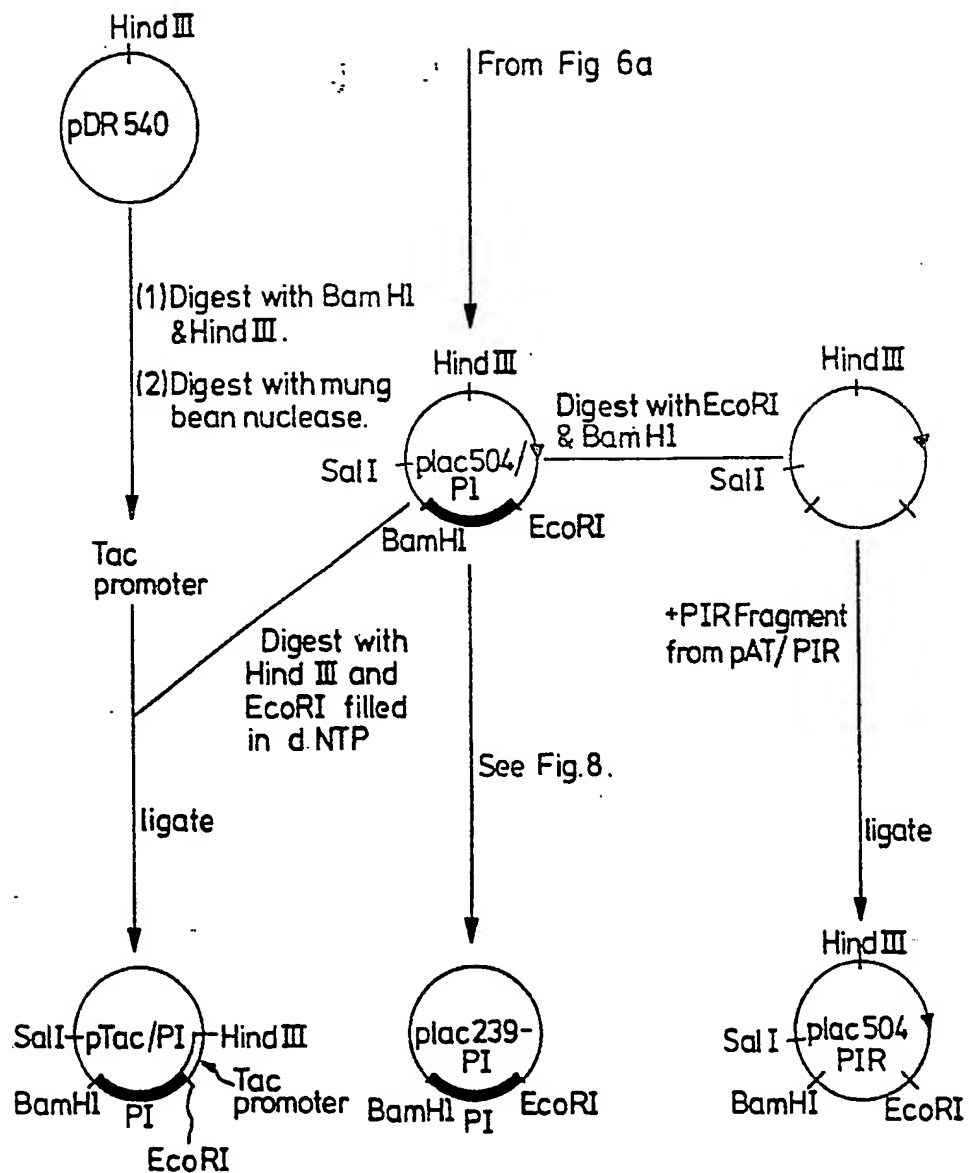 Hind III
pDR 540
From Fig 6a
(1) Digest with Bam H1
& Hind III.
(2) Digest with mung
bean nuclease.
Tac
promoter
Hind III
Sal I
plac504/
P1
BamH1
EcoRI
Digest with EcoRI
& Bam H1
Hind III
Sal I
+PIR Fragment
from pAT/PIR
Digest with
Hind III and
EcoRI filled
in d.NTP
See Fig. 8.
ligate
ligate
Sal I
pTac/PI
Hind III
BamH1
PI
Tac
promoter
EcoRI
plac239-
PI
BamH1
PI
EcoRI
Hind III
Sal I
plac504
PIR
BamHI
EcoRI